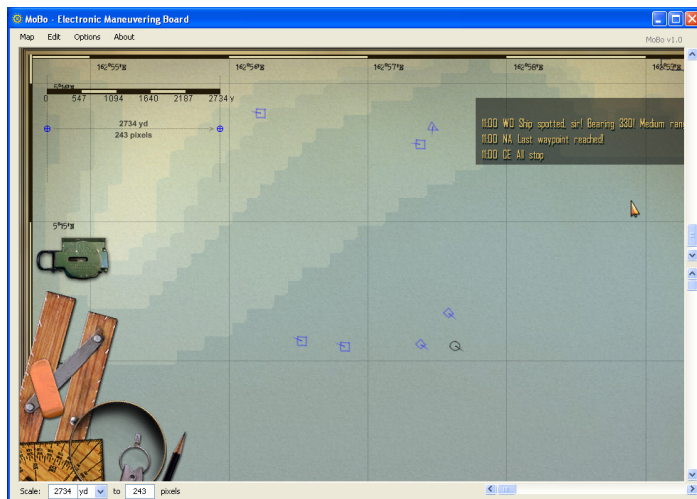 MoBo - Electronic Maneuvering Board
Map Edit Options About
MoBo v1.0
0 547 1094 1640 2187 2734 y
2734 yd
243 pixels
11:00 WO Ship spotted, sir! Bearing 330! Medium ran
11:00 NA Last waypoint reached!
11:00 CE All stop
Scale: 2734 yd to 243 pixels